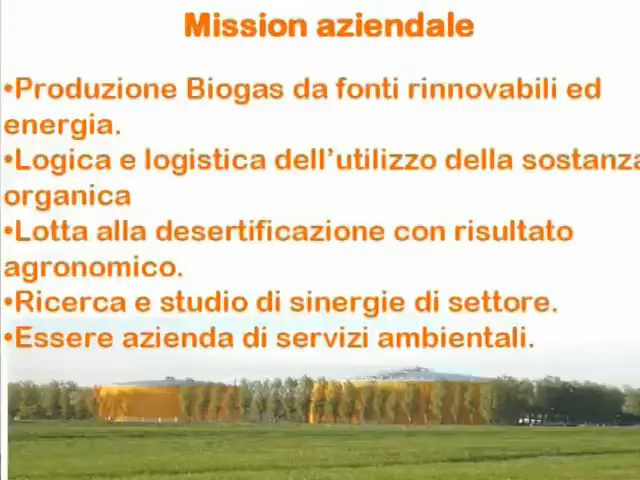 Mission aziendale
•Produzione Biogas da fonti rinnovabili ed
energia.
•Logica e logistica dell’utilizzo della sostanza
organica
•Lotta alla desertificazione con risultato
agronomico.
•Ricerca e studio di sinergie di settore.
•Essere azienda di servizi ambientali.